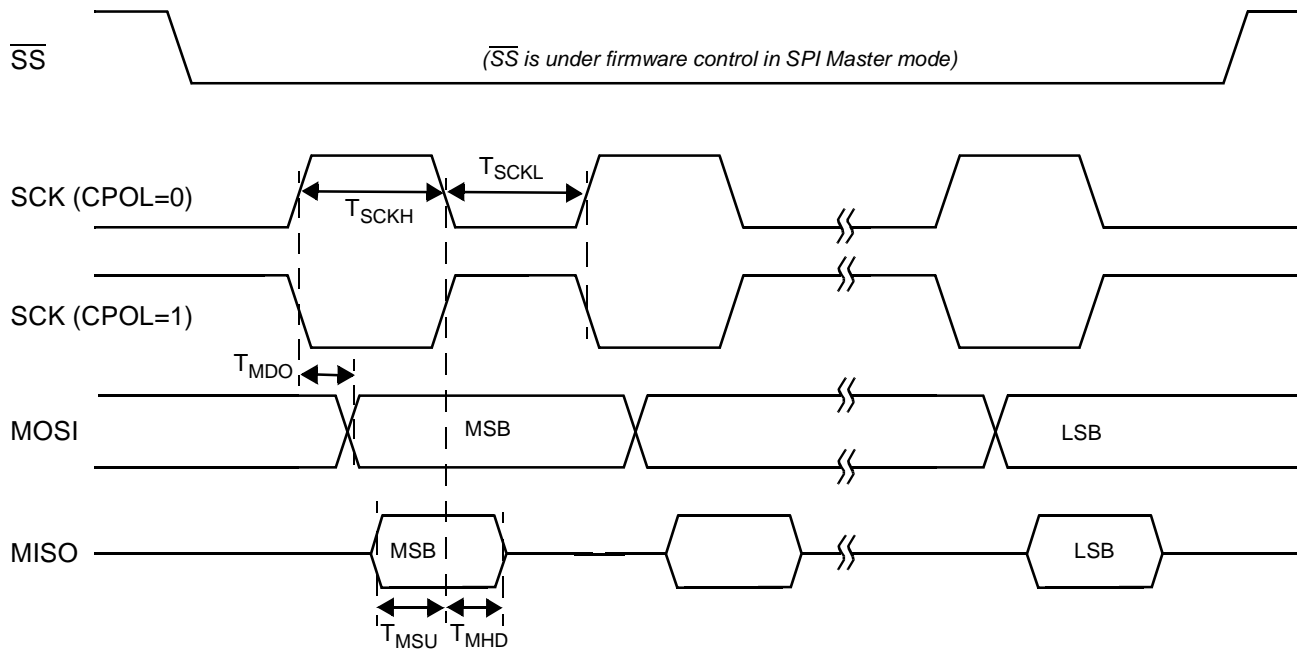 SS
(SS is under firmware control in SPI Master mode)
SCK (CPOL=0)
TSCKH
TSCKL
SCK (CPOL=1)
TMDO
MOSI
MSB
LSB
MISO
MSB
LSB
TMSU
TMHD